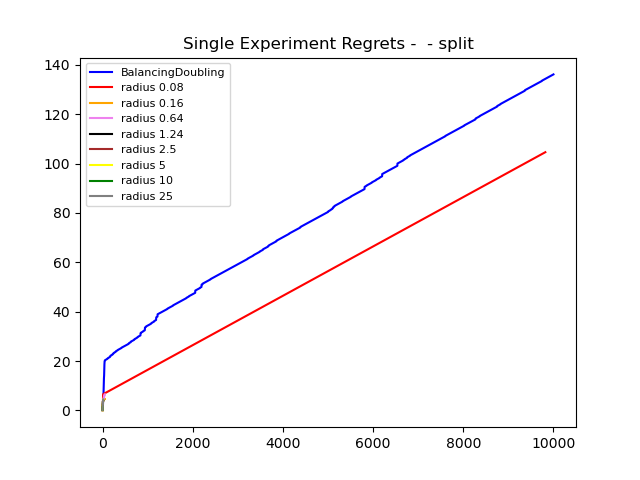 Single Experiment Regrets -  - split
140
120
100
80
60
40
20
0
BalancingDoubling
radius 0.08
radius 0.16
radius 0.64
radius 1.24
radius 2.5
radius 5
radius 10
radius 25
0 2000 4000 6000 8000 10000